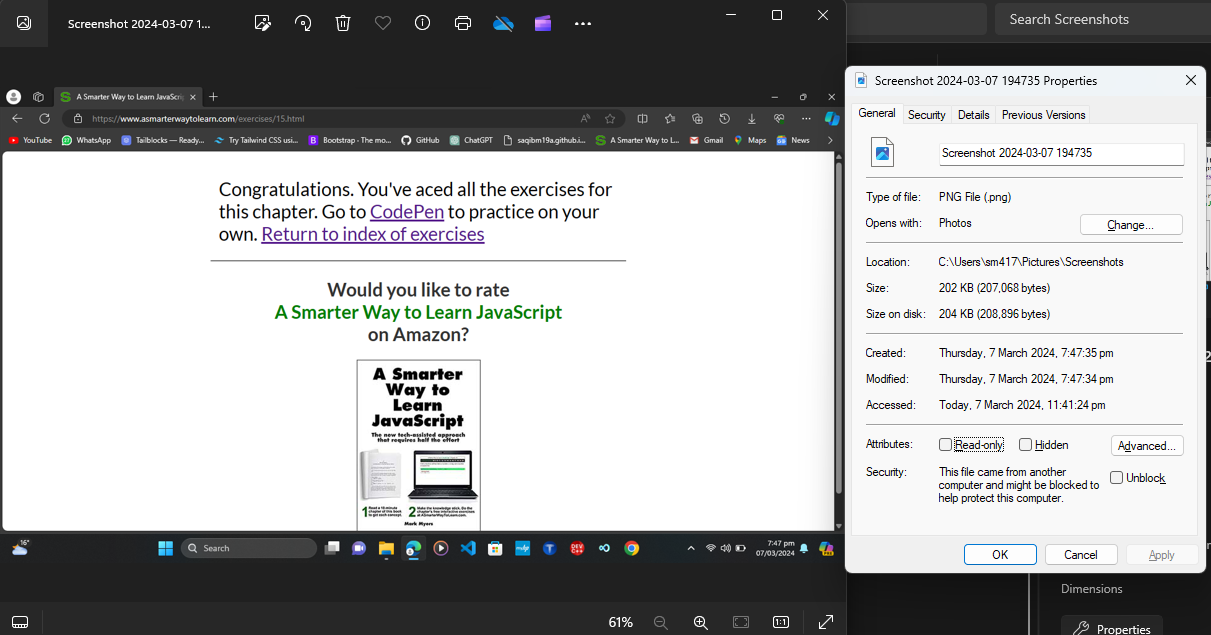 Screenshot 2024-03-07 1...
Search Screenshots
A Smarter Way to Learn JavaScrip
https://www.asmarterwaytolearn.com/exercises/15.html
YouTube
WhatsApp
Tailblocks — Ready...
Try Tailwind CSS usi...
Bootstrap - The mo...
GitHub
ChatGPT
saqibm19a.github.i...
A Smarter Way to L...
Gmail
Maps
News
Congratulations. You've aced all the exercises for
this chapter. Go to CodePen to practice on your
own. Return to index of exercises
Would you like to rate
A Smarter Way to Learn JavaScript
on Amazon?
A Smarter
Way to
Learn
JavaScript
The new tech-assisted approach
that requires half the effort
1 Read a 10 minute
chapter of this book
to get each concept.
2 Make the knowledge stick. Do the
chapter's free interactive exercises
at ASmarterWayToLearn.com.
Mark Myers
16°
Search
7:47 pm
07/03/2024
61%
1:1
Screenshot 2024-03-07 194735 Properties
General
Security
Details
Previous Versions
Screenshot 2024-03-07 194735
Type of file: PNG File (.png)
Opens with: Photos
Change...
Location: C:\Users\sm417\Pictures\Screenshots
Size: 202 KB (207,068 bytes)
Size on disk: 204 KB (208,896 bytes)
Created: Thursday, 7 March 2024, 7:47:35 pm
Modified: Thursday, 7 March 2024, 7:47:34 pm
Accessed: Today, 7 March 2024, 11:41:24 pm
Attributes: Read-only Hidden
Advanced...
Security: This file came from another
computer and might be blocked to
help protect this computer.
Unblock
OK
Cancel
Apply
Dimensions
Properties